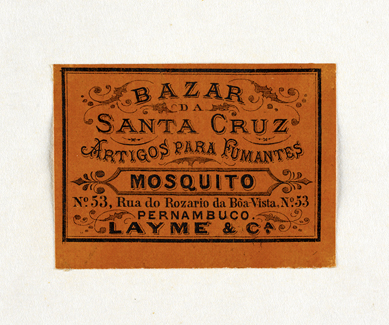 BAZAR
DA
SANTA CRUZ
ARTIGOS PARA FUMANTES
MOSQUITO
Nº 53, Rua do Rozario da Bôa-Vista. Nº 53
PERNAMBUCO.
LAYME & Cª